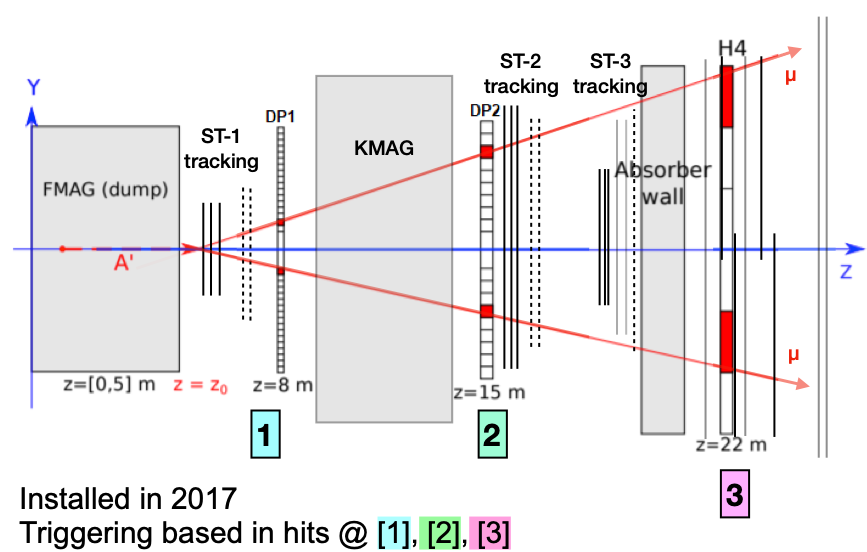 H4
ST-2
tracking
ST-3
tracking
μ
Y
DP1
DP2
ST-1
tracking
KMAG
FMAG (dump)
Absorber
wall
A'
Z
μ
z=[0,5] m
z = z₀
z=8 m
z=15 m
z=22 m
1
2
3
Installed in 2017
Triggering based in hits @ [1], [2], [3]